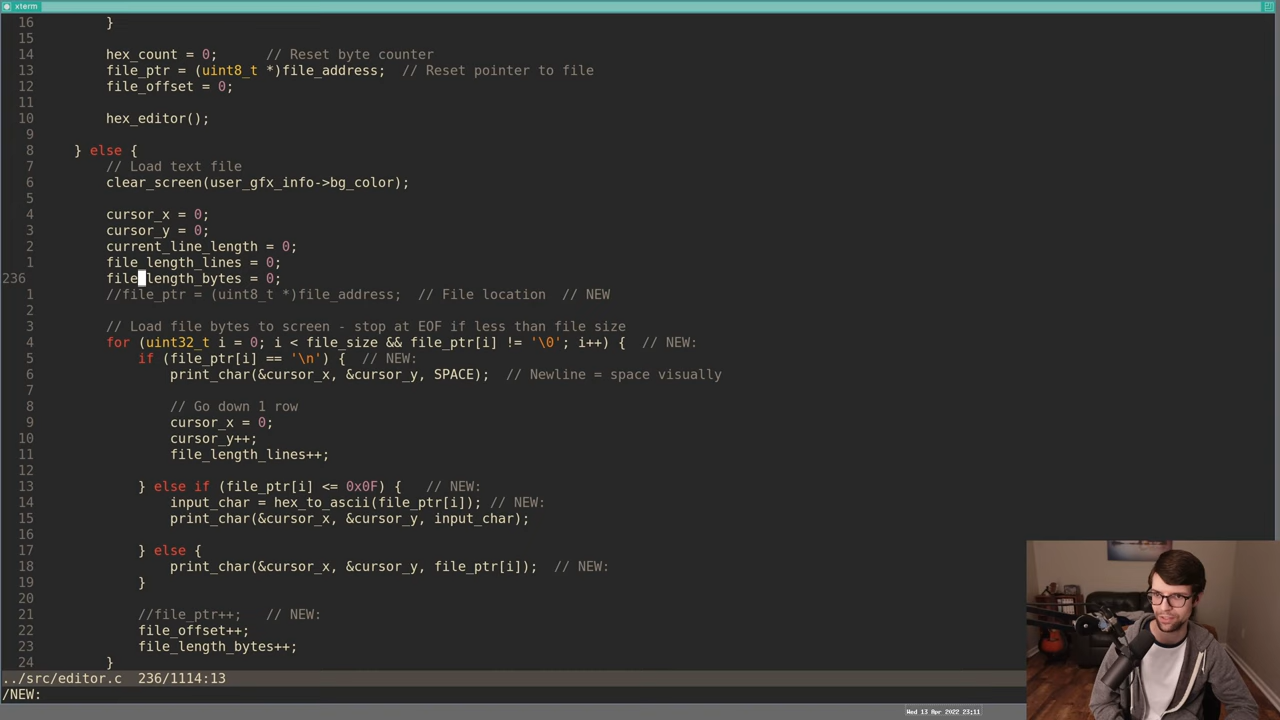 xterm
16 }
15
14 hex_count = 0; // Reset byte counter
13 file_ptr = (uint8_t *)file_address; // Reset pointer to file
12 file_offset = 0;
11
10 hex_editor();
9
8 } else {
7 // Load text file
6 clear_screen(user_gfx_info->bg_color);
5
4 cursor_x = 0;
3 cursor_y = 0;
2 current_line_length = 0;
1 file_length_lines = 0;
236 file_length_bytes = 0;
1 //file_ptr = (uint8_t *)file_address; // File location // NEW
2
3 // Load file bytes to screen - stop at EOF if less than file size
4 for (uint32_t i = 0; i < file_size && file_ptr[i] != '\0'; i++) { // NEW:
5 if (file_ptr[i] == '\n') { // NEW:
6 print_char(&cursor_x, &cursor_y, SPACE); // Newline = space visually
7
8 // Go down 1 row
9 cursor_x = 0;
10 cursor_y++;
11 file_length_lines++;
12
13 } else if (file_ptr[i] <= 0x0F) { // NEW:
14 input_char = hex_to_ascii(file_ptr[i]); // NEW:
15 print_char(&cursor_x, &cursor_y, input_char);
16
17 } else {
18 print_char(&cursor_x, &cursor_y, file_ptr[i]); // NEW:
19 }
20
21 //file_ptr++; // NEW:
22 file_offset++;
23 file_length_bytes++;
24 }
../src/editor.c 236/1114:13
/NEW:
Wed 13 Apr 2022 23:11